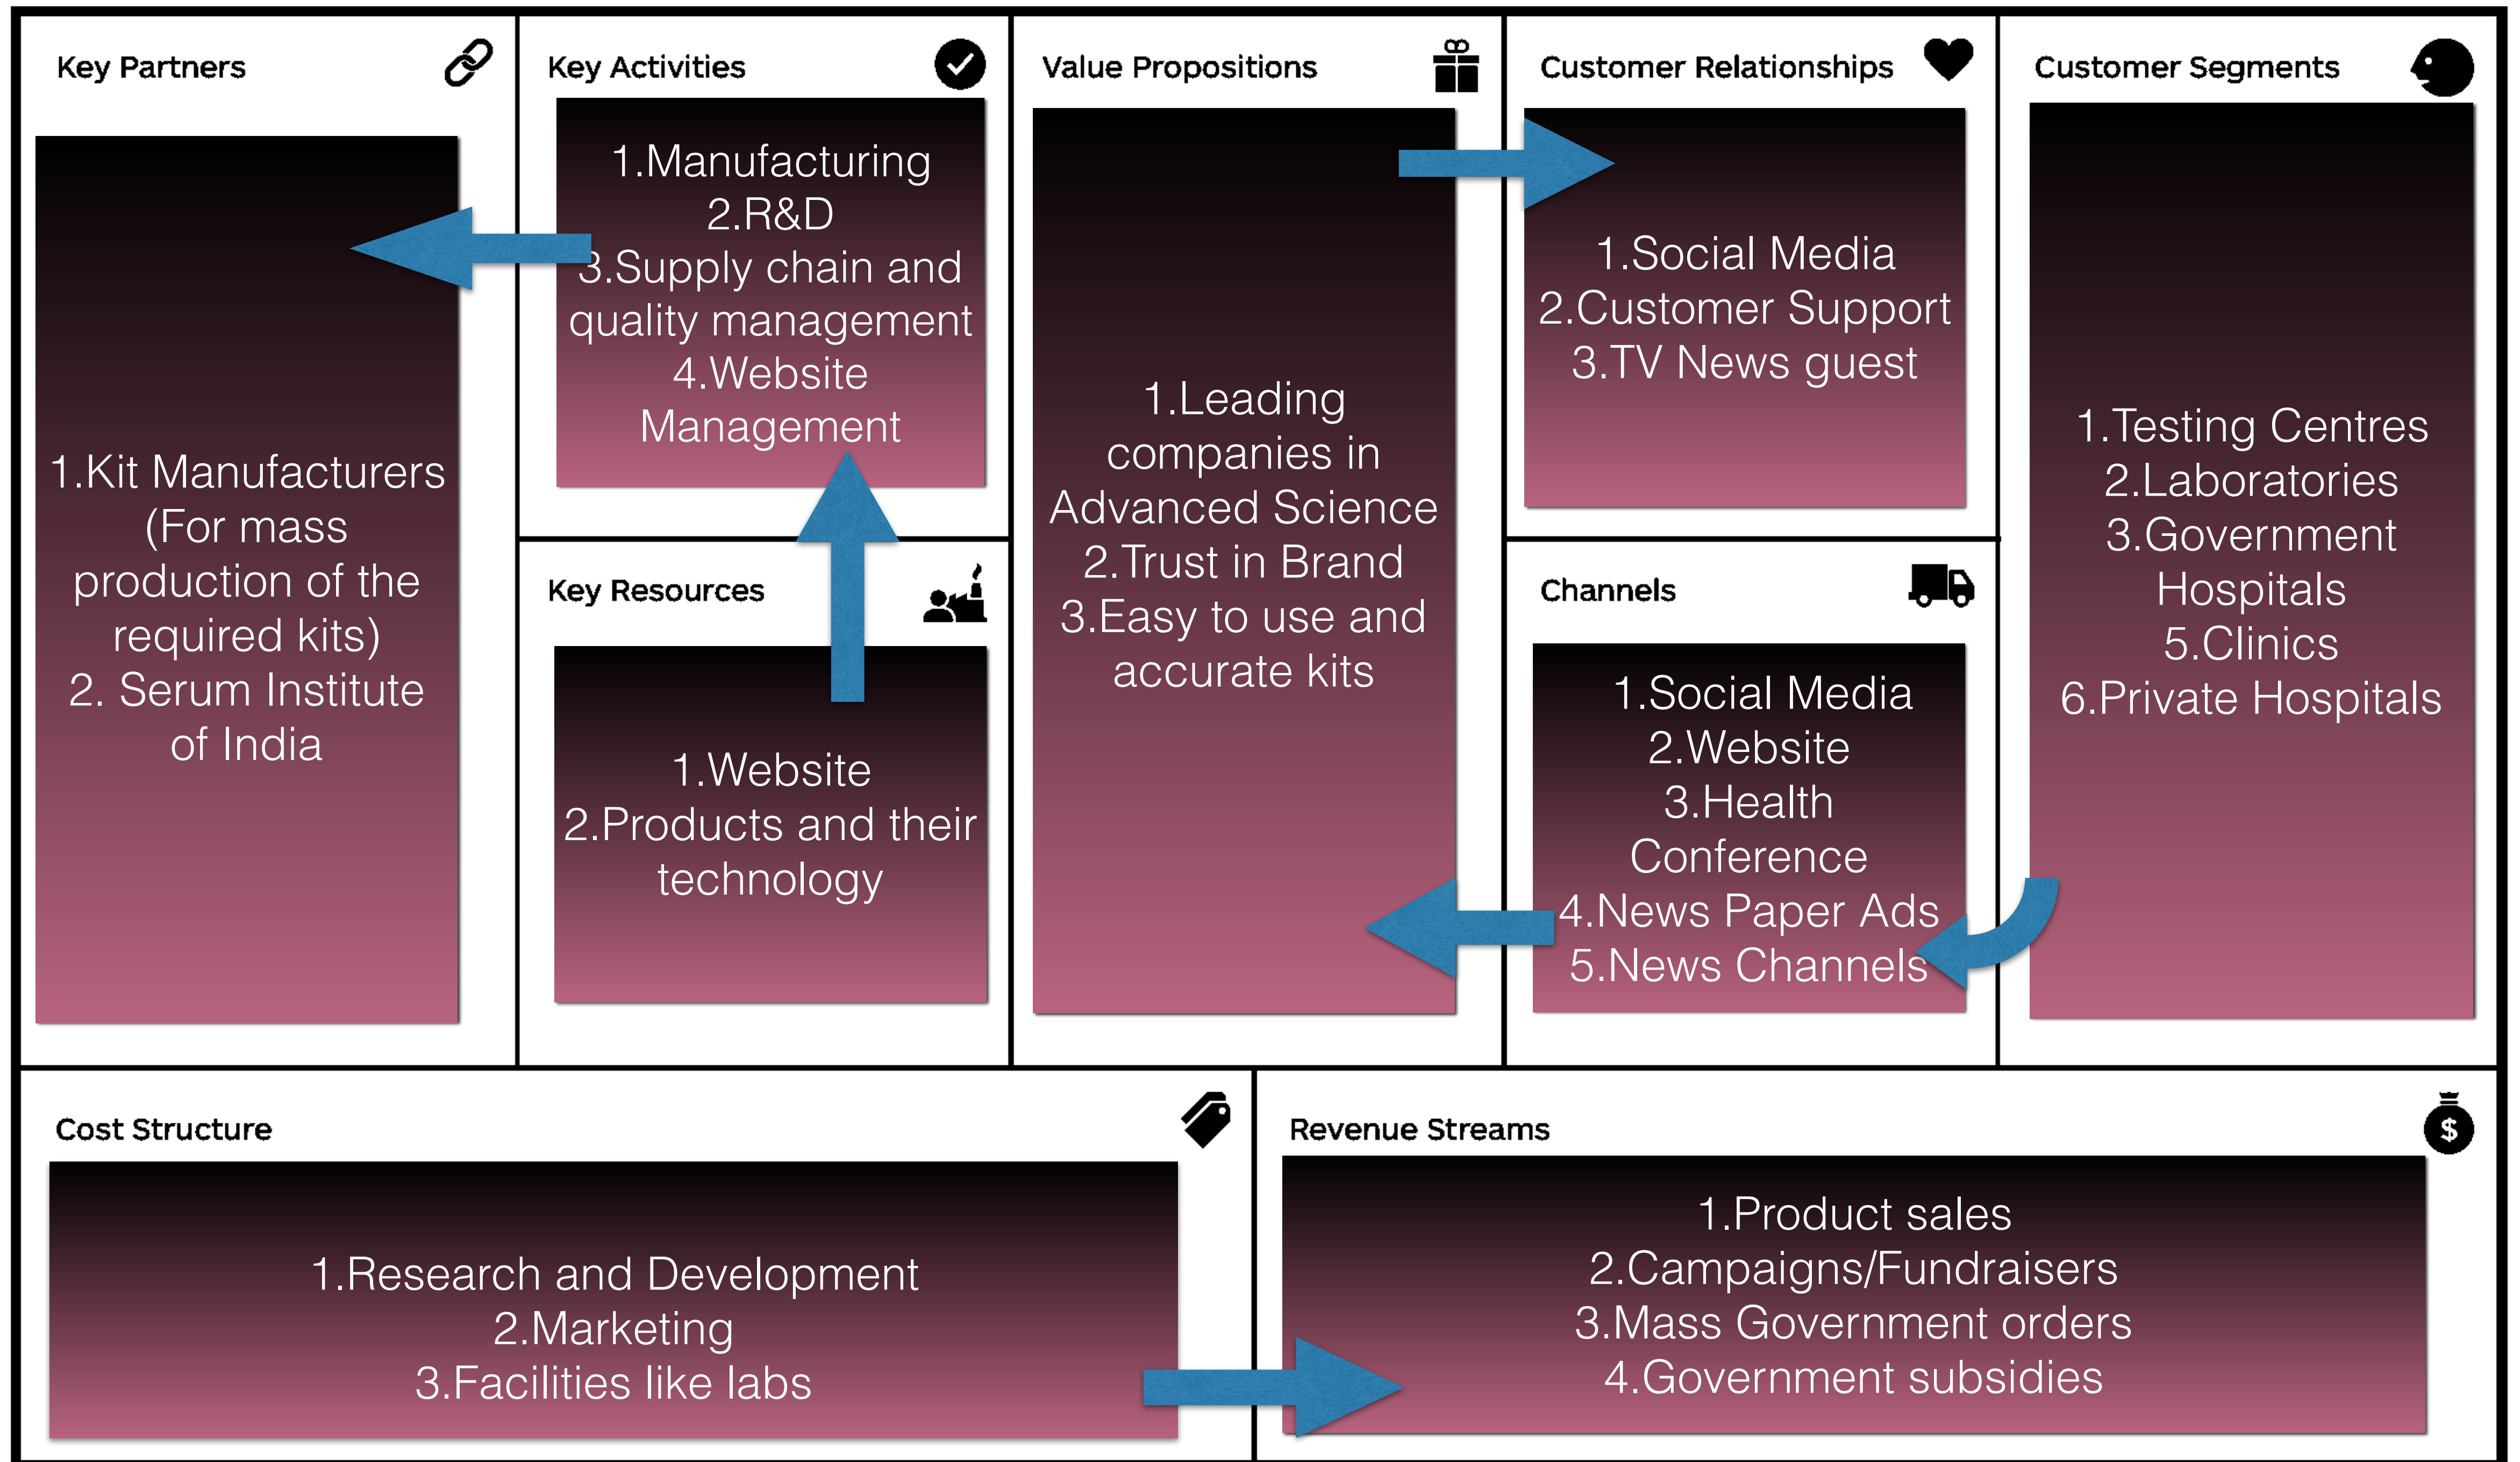 Key Partners
1.Kit Manufacturers
(For mass
production of the
required kits)
2. Serum Institute
of India
Key Activities
1.Manufacturing
2.R&D
3.Supply chain and
quality management
4.Website
Management
Key Resources
1.Website
2.Products and their
technology
Value Propositions
1.Leading
companies in
Advanced Science
2.Trust in Brand
3.Easy to use and
accurate kits
Customer Relationships
1.Social Media
2.Customer Support
3.TV News guest
Channels
1.Social Media
2.Website
3.Health
Conference
4.News Paper Ads
5.News Channels
Customer Segments
1.Testing Centres
2.Laboratories
3.Government
Hospitals
5.Clinics
6.Private Hospitals
Cost Structure
1.Research and Development
2.Marketing
3.Facilities like labs
Revenue Streams
$
1.Product sales
2.Campaigns/Fundraisers
3.Mass Government orders
4.Government subsidies